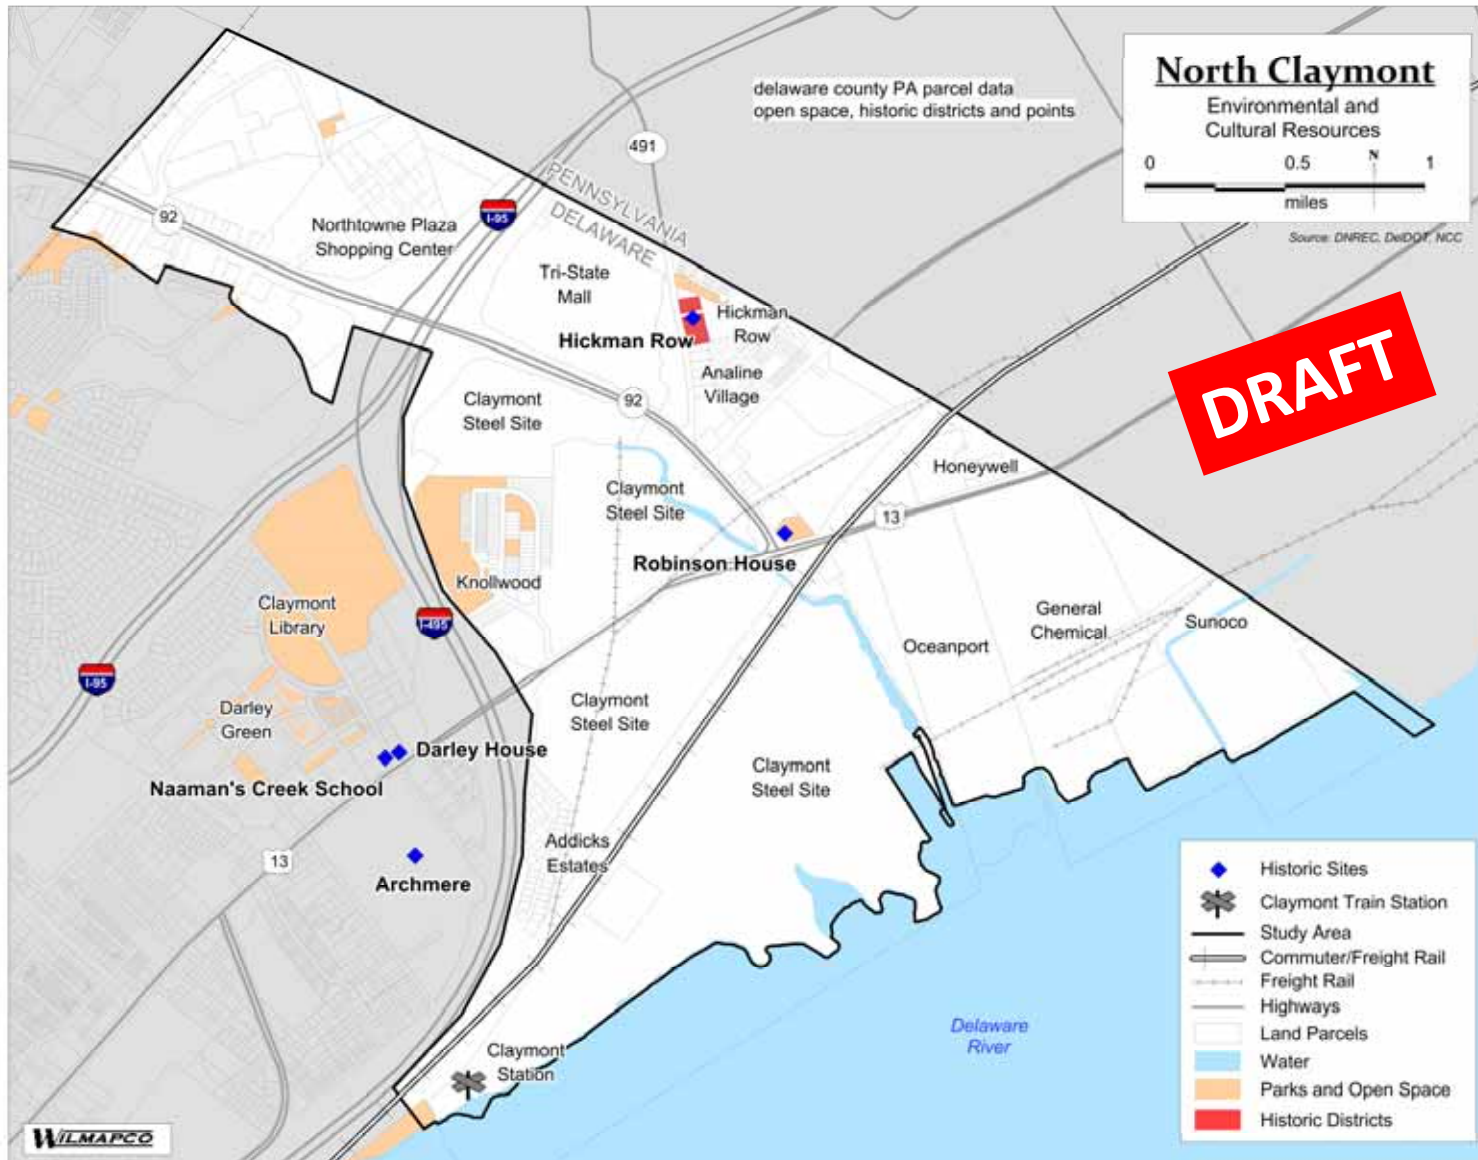 North Claymont
Environmental and
Cultural Resources
0 0.5 1
N
miles
Source: DNREC, DelDOT, NCC
delaware county PA parcel data
open space, historic districts and points
491
PENNSYLVANIA
DELAWARE
92
I-95
Northtowne Plaza
Shopping Center
Tri-State
Mall
Hickman
Row
Hickman Row
Analine
Village
DRAFT
92
Claymont
Steel Site
Honeywell
Claymont
Steel Site
13
Robinson House
Knollwood
Claymont
Library
I-495
General
Chemical
Sunoco
Oceanport
I-95
Darley
Green
Claymont
Steel Site
Darley House
Naaman's Creek School
Claymont
Steel Site
Addicks
Estates
13
Archmere
Claymont
Station
Delaware
River
Historic Sites
Claymont Train Station
Study Area
Commuter/Freight Rail
Freight Rail
Highways
Land Parcels
Water
Parks and Open Space
Historic Districts
WILMAPCO